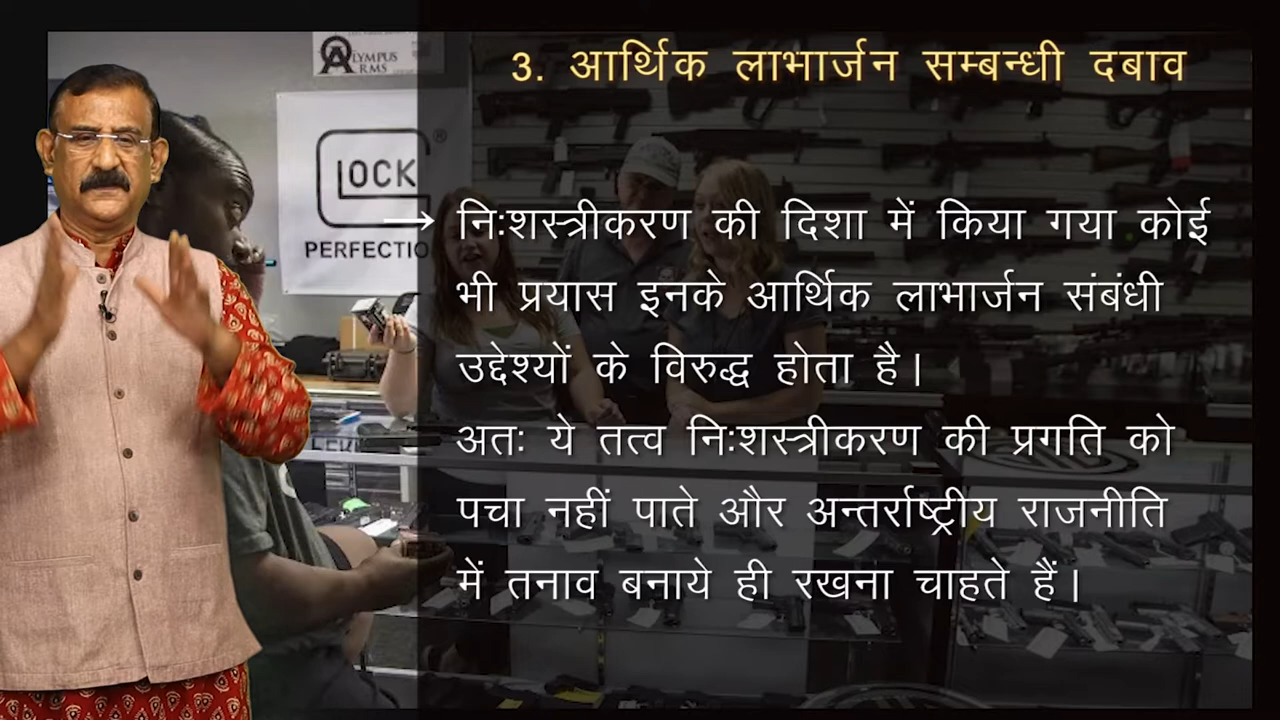 OLYMPUS
ARMS
GLOCK
PERFECTIO
3. आर्थिक लाभार्जन सम्बन्धी दबाव
→ निःशस्त्रीकरण की दिशा में किया गया कोई
भी प्रयास इनके आर्थिक लाभार्जन संबंधी
उद्देश्यों के विरुद्ध होता है।
अतः ये तत्व निःशस्त्रीकरण की प्रगति को
पचा नहीं पाते और अन्तर्राष्ट्रीय राजनीति
में तनाव बनाये ही रखना चाहते हैं।